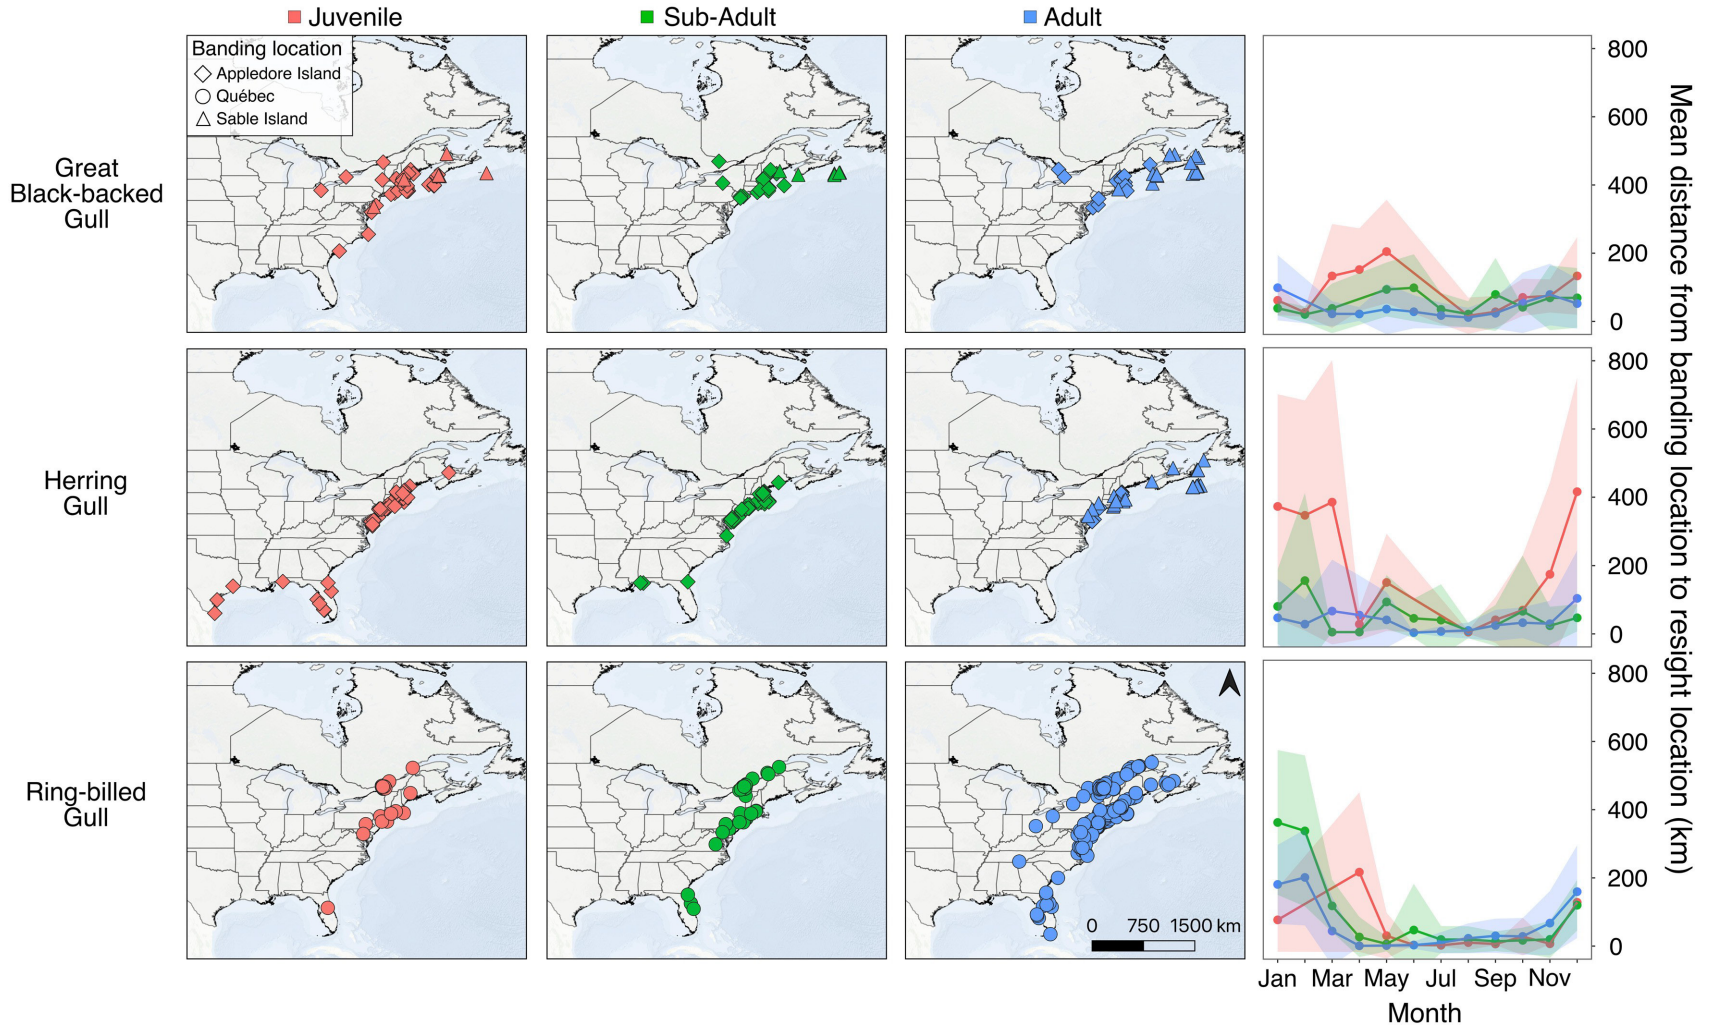 Juvenile
Sub-Adult
Adult
Banding location
Appledore Island
Québec
Sable Island
Great
Black-backed
Gull
800
600
400
200
0
Herring
Gull
800
600
400
200
0
Ring-billed
Gull
0 750 1500 km
800
600
400
200
0
Jan Mar May Jul Sep Nov
Month
Mean distance from banding location to resight location (km)